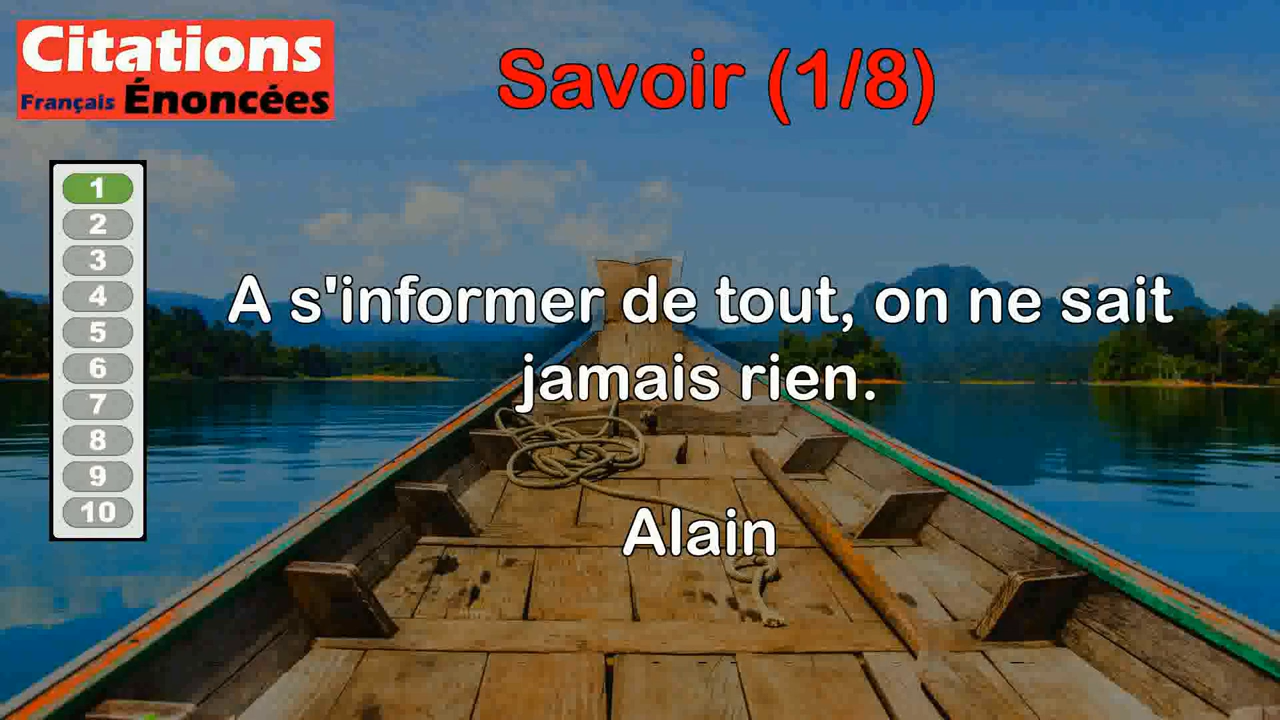 Citations
Français Énoncées
Savoir (1/8)
1
2
3
4
5
6
7
8
9
10
A s'informer de tout, on ne sait
jamais rien.
Alain